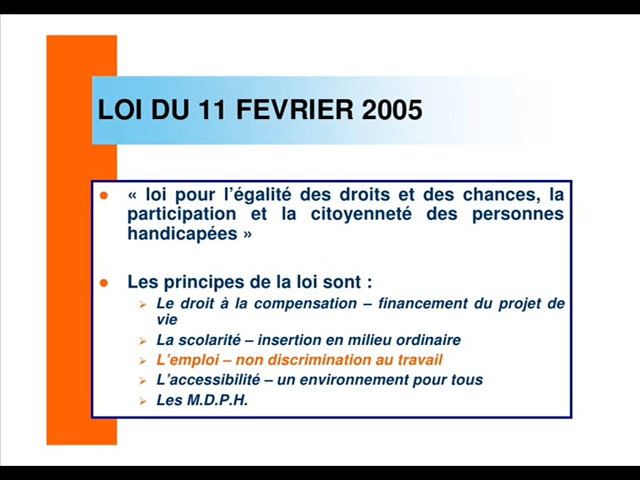 LOI DU 11 FEVRIER 2005
« loi pour l’égalité des droits et des chances, la
participation et la citoyenneté des personnes
handicapées »
Les principes de la loi sont :
Le droit à la compensation – financement du projet de
vie
La scolarité – insertion en milieu ordinaire
L’emploi – non discrimination au travail
L’accessibilité – un environnement pour tous
Les M.D.P.H.